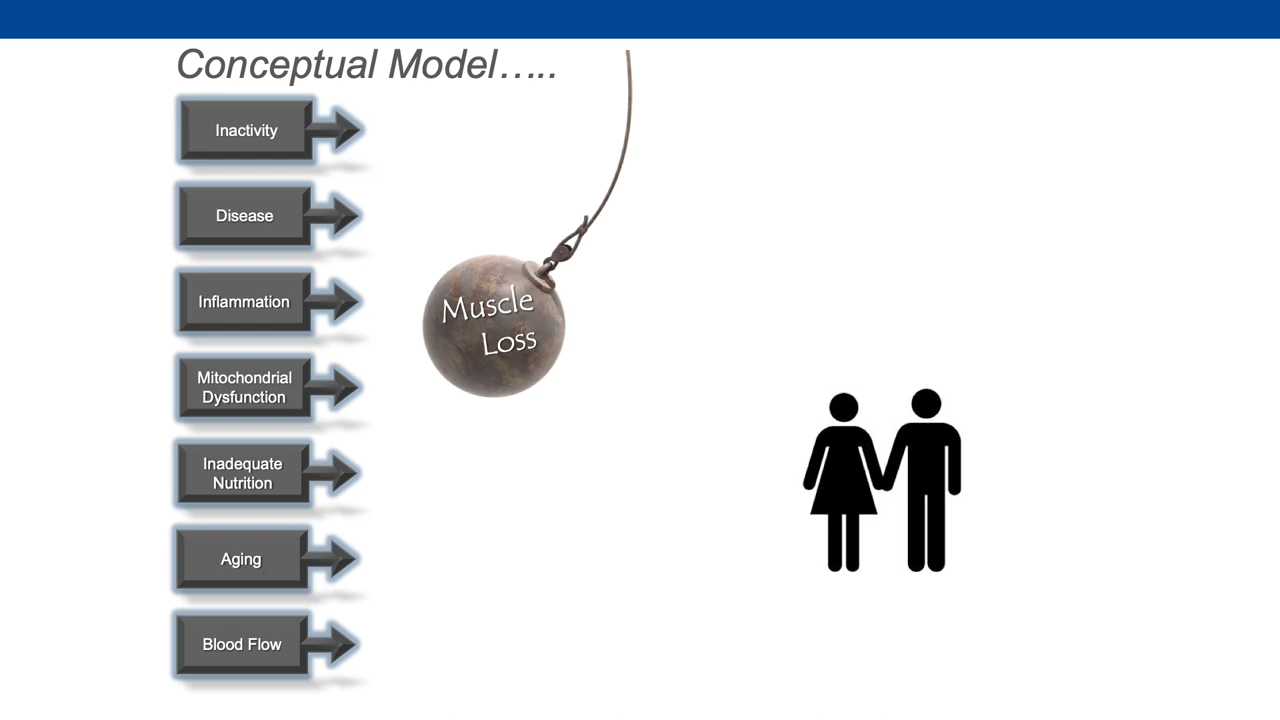 Conceptual Model…..
Inactivity
Disease
Inflammation
Mitochondrial
Dysfunction
Inadequate
Nutrition
Aging
Blood Flow
Muscle
Loss